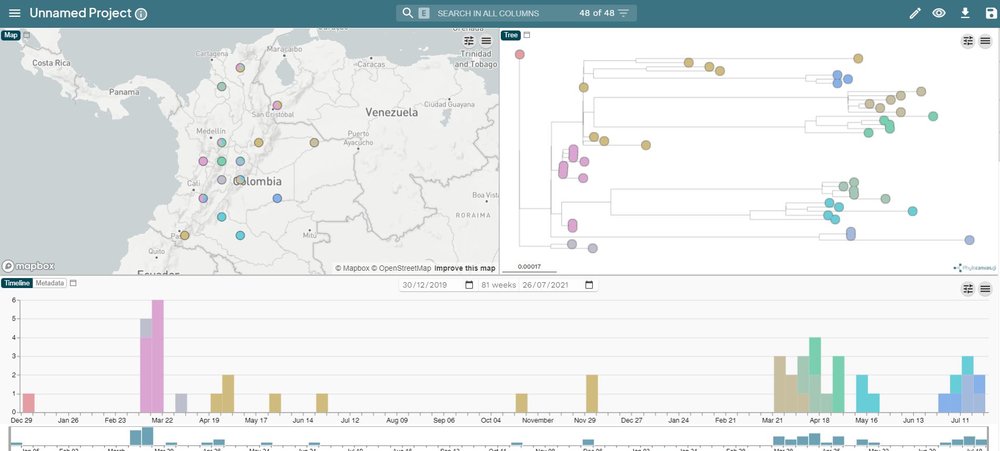 Unnamed Project
E SEARCH IN ALL COLUMNS 48 of 48
Map
Costa Rica
Panama
Cartagena
Maracaibo
Caracas
Trinidad
and Tobago
San Cristóbal
Venezuela
Ciudad Guayana
Medellín
Puerto
Ayacucho
Cali
Colombia
Boa Vista
RORAIMA
Mitú
Quito
Ecuador
mapbox
© Mapbox © OpenStreetMap Improve this map
Tree
0.00017
Phylocanvas.gl
Timeline Metadata
30/12/2019 81 weeks 26/07/2021
6
5
4
3
2
1
0
Dec 29 Jan 26 Feb 23 Mar 22 Apr 19 May 17 Jun 14 Jul 12 Aug 09 Sep 06 Oct 04 November Nov 29 Dec 27 Jan 24 Feb 21 Mar 21 Apr 18 May 16 Jun 13 Jul 11